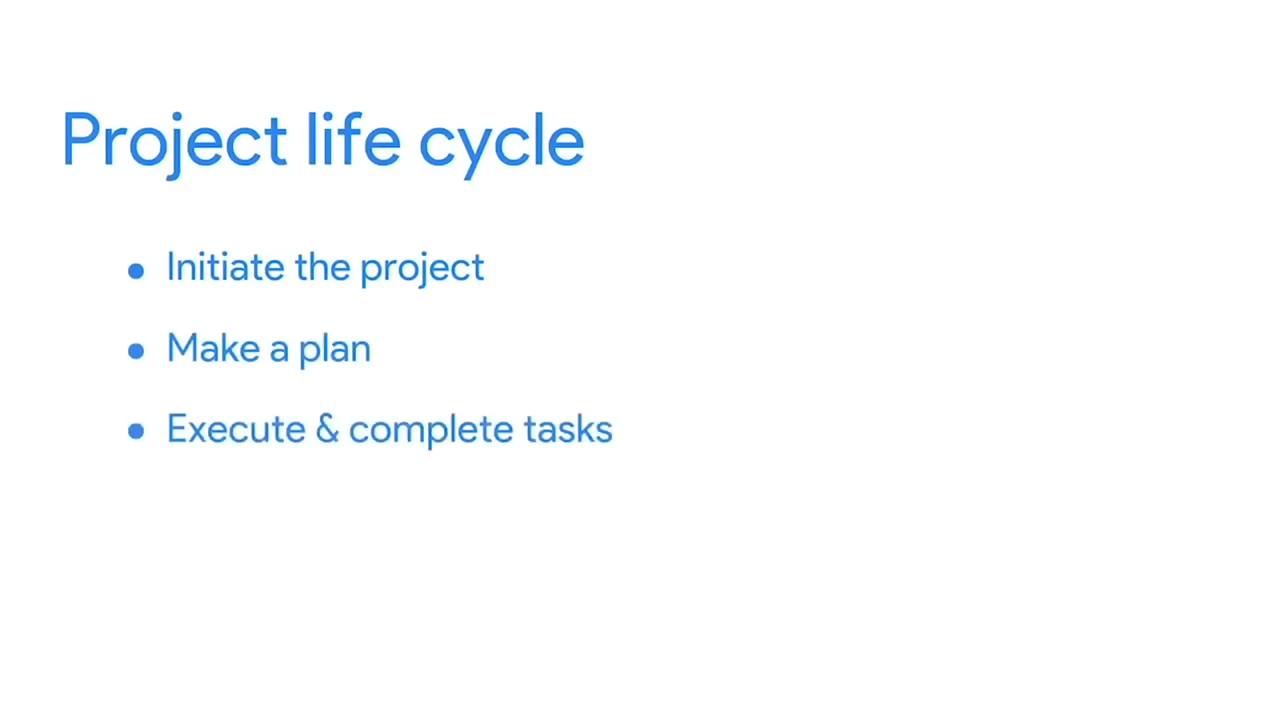 Project life cycle
• Initiate the project
• Make a plan
• Execute & complete tasks